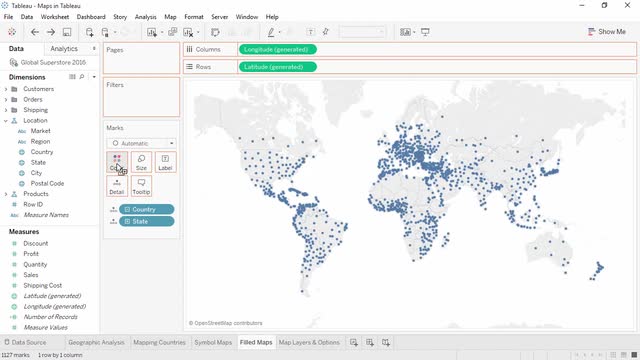 Tableau - Maps in Tableau
File Data Worksheet Dashboard Story Analysis Map Format Server Window Help
Show Me
Data Analytics
Global Superstore 2016
Dimensions
Customers
Orders
Shipping
Location
Abc Market
Abc Region
Country
State
City
Postal Code
Products
Row ID
Abc Measure Names
Measures
Discount
Profit
Quantity
Sales
Shipping Cost
Latitude (generated)
Longitude (generated)
Number of Records
Measure Values
Pages
Filters
Marks
Automatic
Size Label
Detail Tooltip
Country
State
Columns Longitude (generated)
Rows Latitude (generated)
© OpenStreetMap contributors
Data Source Geographic Analysis Mapping Countries Symbol Maps Filled Maps Map Layers & Options
1127 marks 1 row by 1 column